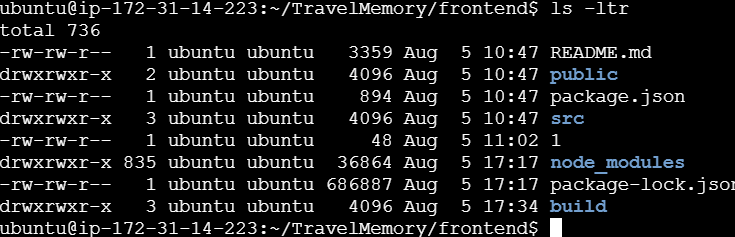 ubuntu@ip-172-31-14-223:~/TravelMemory/frontend$ ls -ltr
total 736
-rw-rw-r--   1 ubuntu ubuntu   3359 Aug  5 10:47 README.md
drwxrwxr-x   2 ubuntu ubuntu   4096 Aug  5 10:47 public
-rw-rw-r--   1 ubuntu ubuntu    894 Aug  5 10:47 package.json
drwxrwxr-x   3 ubuntu ubuntu   4096 Aug  5 10:47 src
-rw-rw-r--   1 ubuntu ubuntu     48 Aug  5 11:02 1
drwxrwxr-x 835 ubuntu ubuntu  36864 Aug  5 17:17 node_modules
-rw-rw-r--   1 ubuntu ubuntu 686887 Aug  5 17:17 package-lock.json
drwxrwxr-x   3 ubuntu ubuntu   4096 Aug  5 17:34 build
ubuntu@ip-172-31-14-223:~/TravelMemory/frontend$